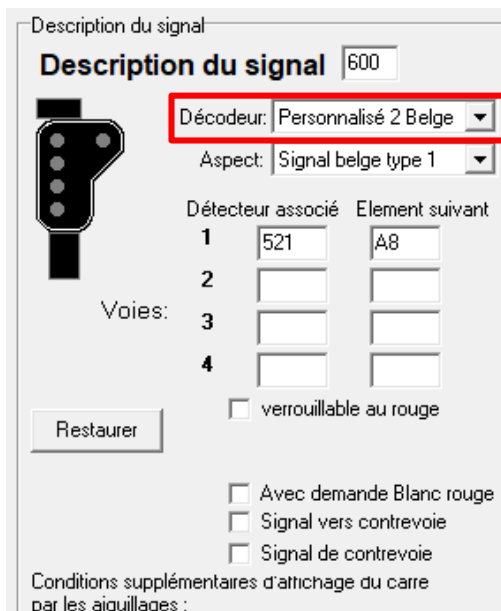 Description du signal
Description du signal 600
Décodeur: Personnalisé 2 Belge
Aspect: Signal belge type 1
Détecteur associé Element suivant
1 521 A8
2
Voies: 3
4
verrouillable au rouge
Restaurer
Avec demande Blanc rouge
Signal vers contrevoie
Signal de contrevoie
Conditions supplémentaires d'affichage du carre
par les aiguillages :